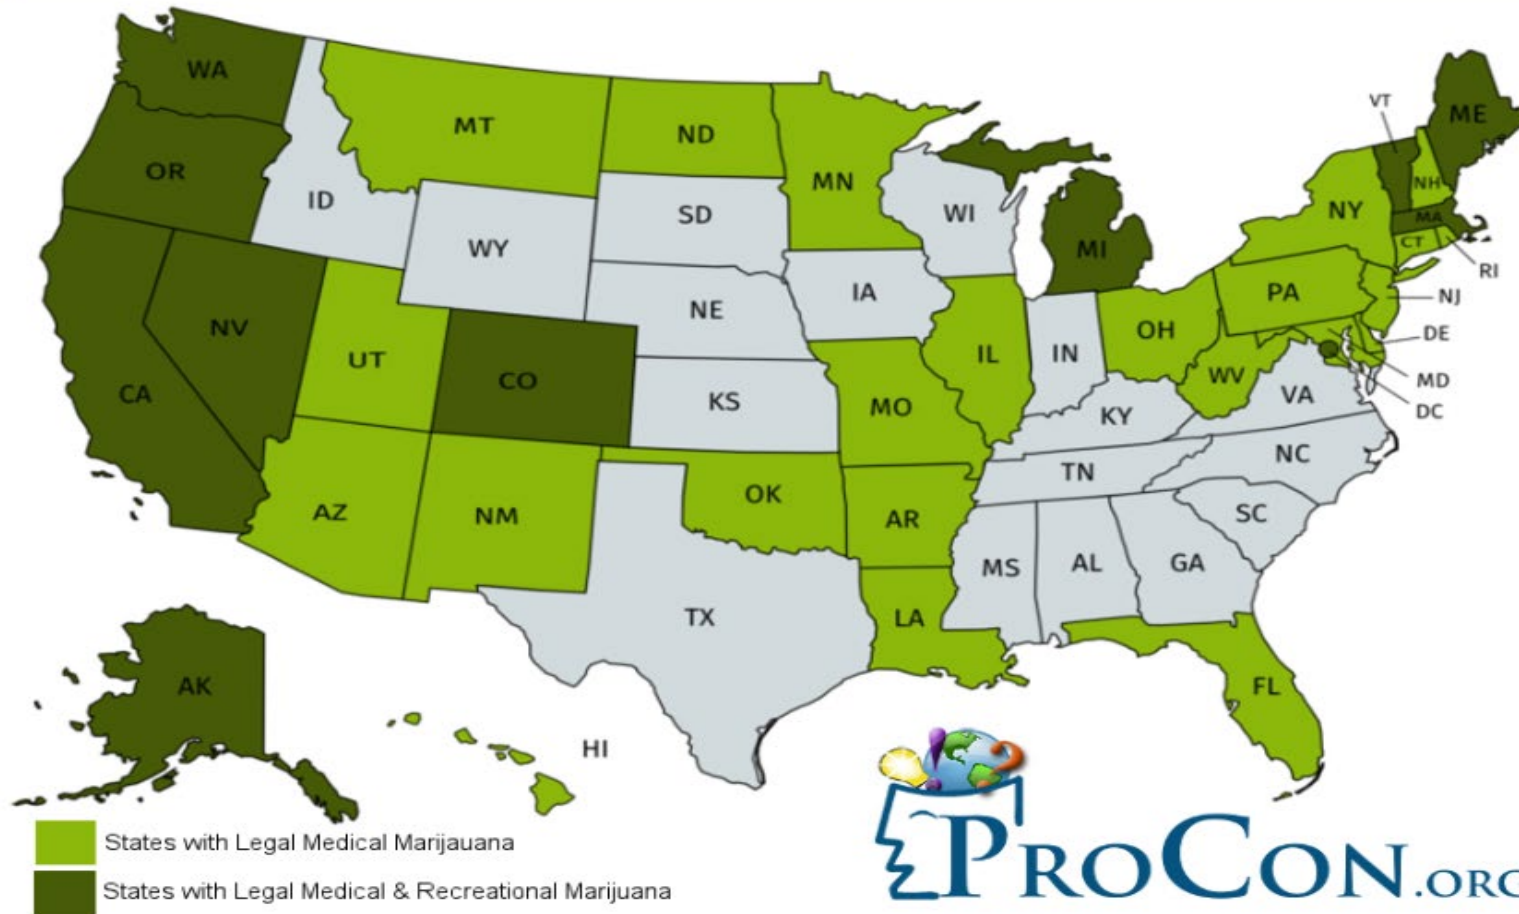 WA
VT
ME
MT
ND
OR
MN
NH
ID
SD
WI
NY
MA
WY
MI
CT
RI
IA
PA
NJ
NE
NV
OH
DE
UT
IL
IN
CO
WV
MD
CA
KS
MO
VA
DC
KY
TN
NC
OK
AZ
NM
AR
SC
MS
AL
GA
TX
LA
AK
FL
HI
States with Legal Medical Marijauana
States with Legal Medical & Recreational Marijuana
PROCON.ORG